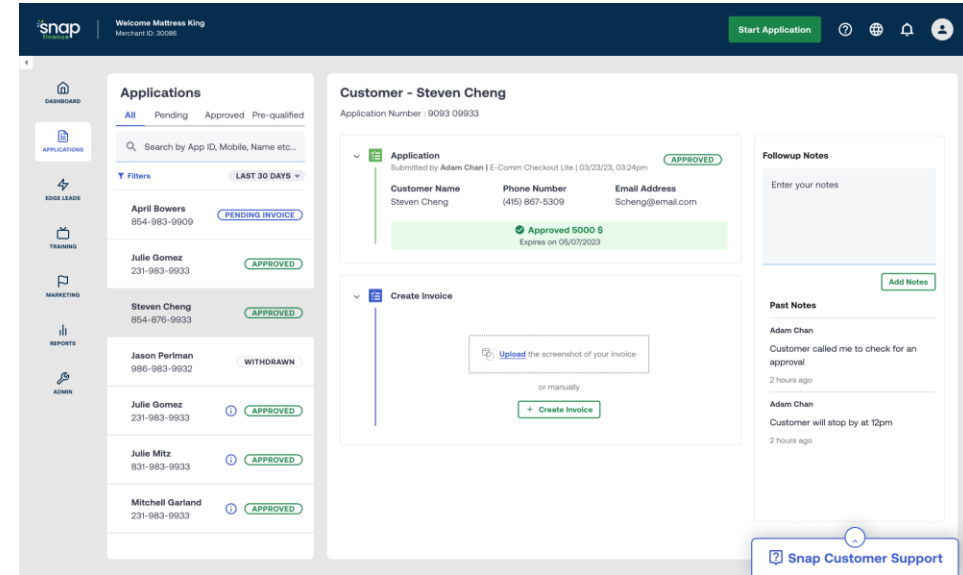 snap
finance
Welcome Mattress King
Merchant ID: 30086
Start Application
DASHBOARD
APPLICATIONS
EDGE LEADS
TRAINING
MARKETING
REPORTS
ADMIN
Applications
All Pending Approved Pre-qualified
Search by App ID, Mobile, Name etc...
Filters LAST 30 DAYS
April Bowers
854-983-9909
PENDING INVOICE
Julie Gomez
231-983-9933
APPROVED
Steven Cheng
854-876-9933
APPROVED
Jason Perlman
986-983-9932
WITHDRAWN
Julie Gomez
231-983-9933
APPROVED
Julie Mitz
831-983-9933
APPROVED
Mitchell Garland
231-983-9933
APPROVED
Customer - Steven Cheng
Application Number : 9093 09933
Application
Submitted by Adam Chan | E-Comm Checkout Lite | 03/23/23, 03:24pm
APPROVED
Customer Name Phone Number Email Address
Steven Cheng (415) 867-5309 Scheng@email.com
Approved 5000 $
Expires on 05/07/2023
Create Invoice
Upload the screenshot of your invoice
or manually
+ Create Invoice
Followup Notes
Enter your notes
Add Notes
Past Notes
Adam Chan
Customer called me to check for an
approval
2 hours ago
Adam Chan
Customer will stop by at 12pm
2 hours ago
Snap Customer Support